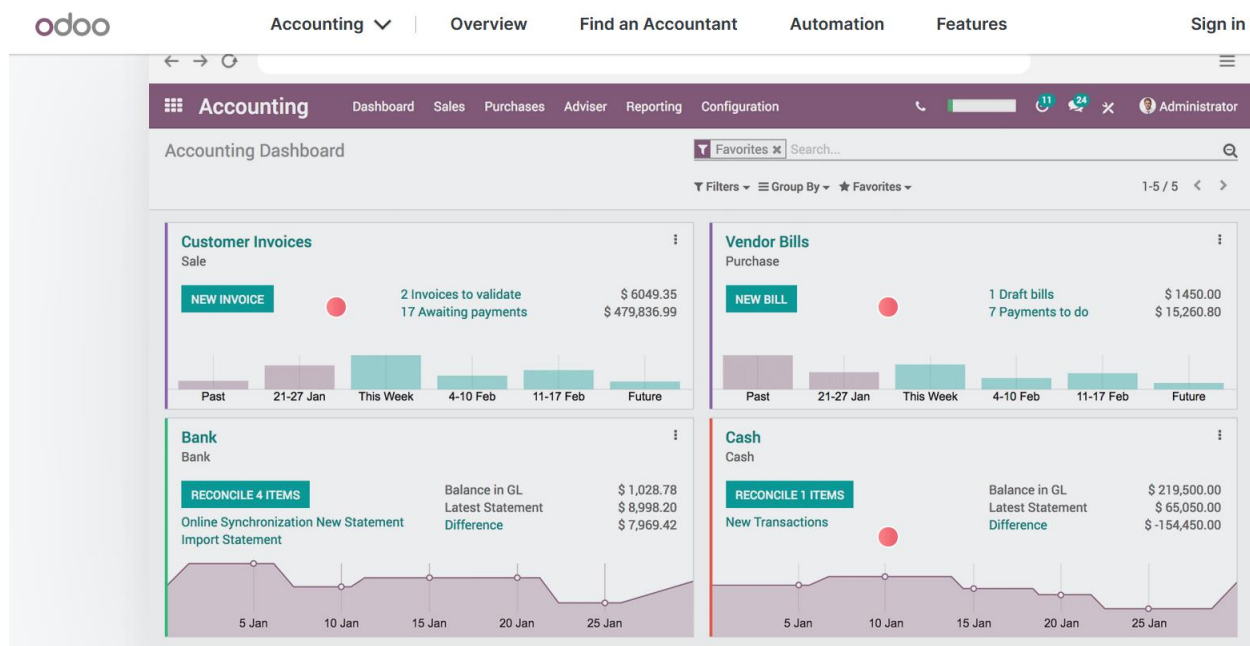 odoo Accounting Overview Find an Accountant Automation Features Sign in
Accounting Dashboard Sales Purchases Adviser Reporting Configuration 11 24 Administrator
Accounting Dashboard Favorites Search...
Filters Group By Favorites 1-5 / 5
Customer Invoices
Sale
NEW INVOICE 2 Invoices to validate $ 6049.35
17 Awaiting payments $ 479,836.99
Past 21-27 Jan This Week 4-10 Feb 11-17 Feb Future
Vendor Bills
Purchase
NEW BILL 1 Draft bills $ 1450.00
7 Payments to do $ 15,260.80
Past 21-27 Jan This Week 4-10 Feb 11-17 Feb Future
Bank
Bank
RECONCILE 4 ITEMS Balance in GL $ 1,028.78
Latest Statement $ 8,998.20
Online Synchronization New Statement Difference $ 7,969.42
Import Statement
5 Jan 10 Jan 15 Jan 20 Jan 25 Jan
Cash
Cash
RECONCILE 1 ITEMS Balance in GL $ 219,500.00
Latest Statement $ 65,050.00
New Transactions Difference $ -154,450.00
5 Jan 10 Jan 15 Jan 20 Jan 25 Jan